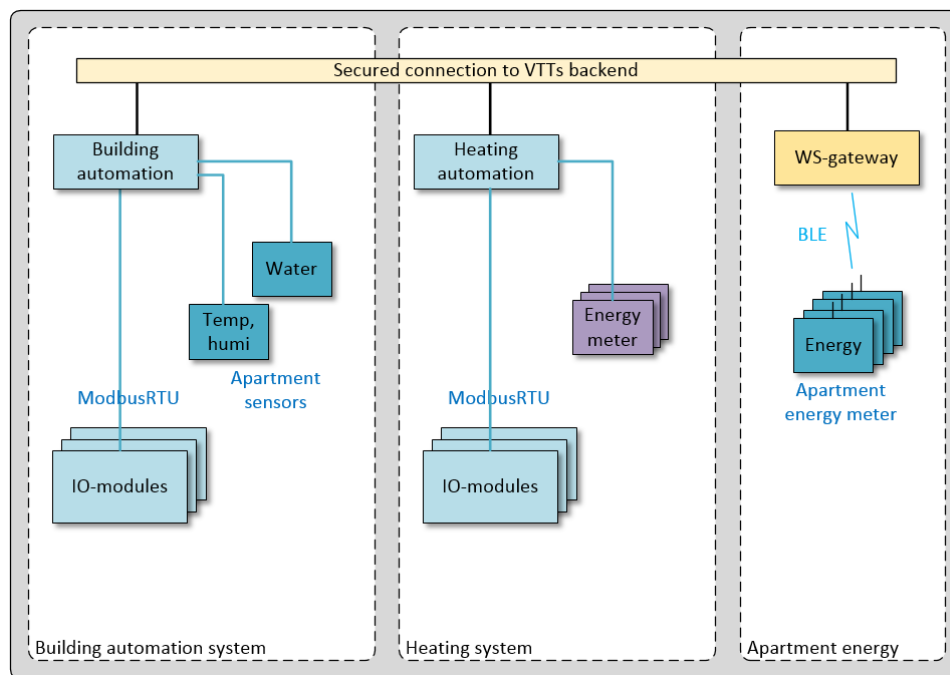 Secured connection to VTTs backend
Building
automation
Water
Temp,
humi
Apartment
sensors
ModbusRTU
IO-modules
Building automation system
Heating
automation
Energy
meter
ModbusRTU
IO-modules
Heating system
WS-gateway
BLE
Energy
Apartment
energy meter
Apartment energy